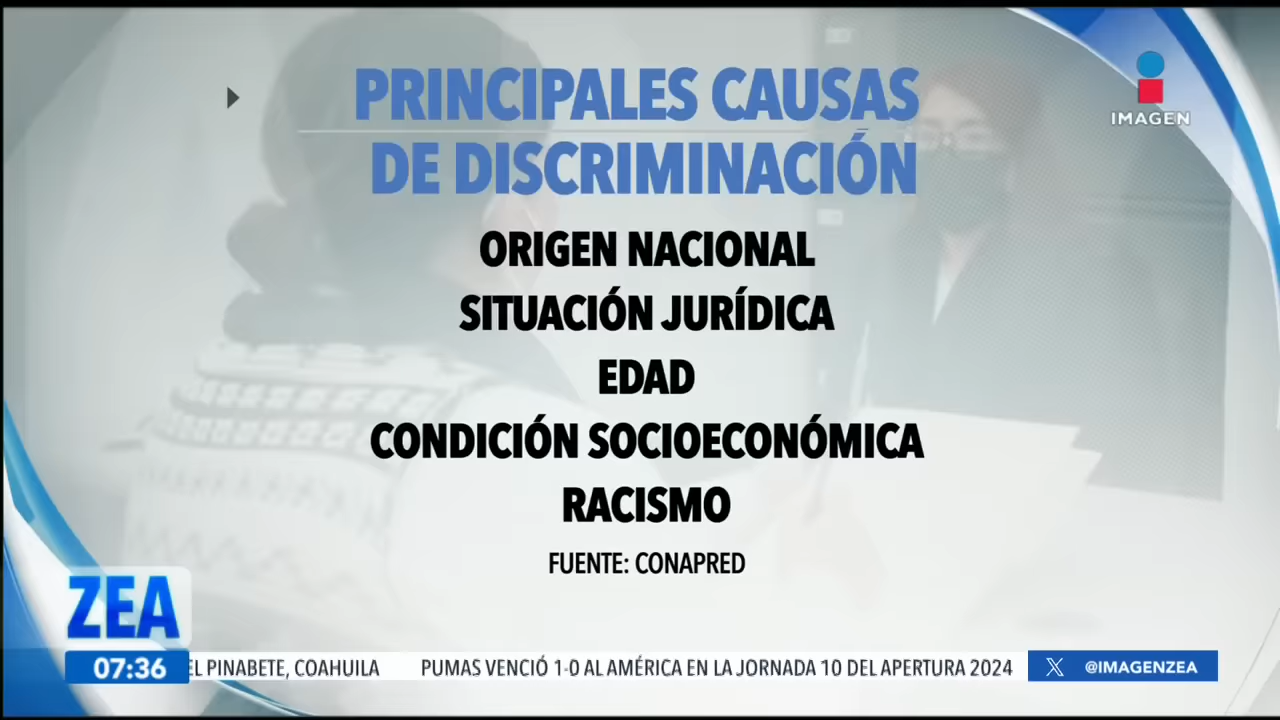 PRINCIPALES CAUSAS
DE DISCRIMINACIÓN
IMAGEN
ORIGEN NACIONAL
SITUACIÓN JURÍDICA
EDAD
CONDICIÓN SOCIOECONÓMICA
RACISMO
FUENTE: CONAPRED
ZEA
07:36
EL PINABETE, COAHUILA PUMAS VENCIÓ 1-0 AL AMÉRICA EN LA JORNADA 10 DEL APERTURA 2024
@IMAGENZEA